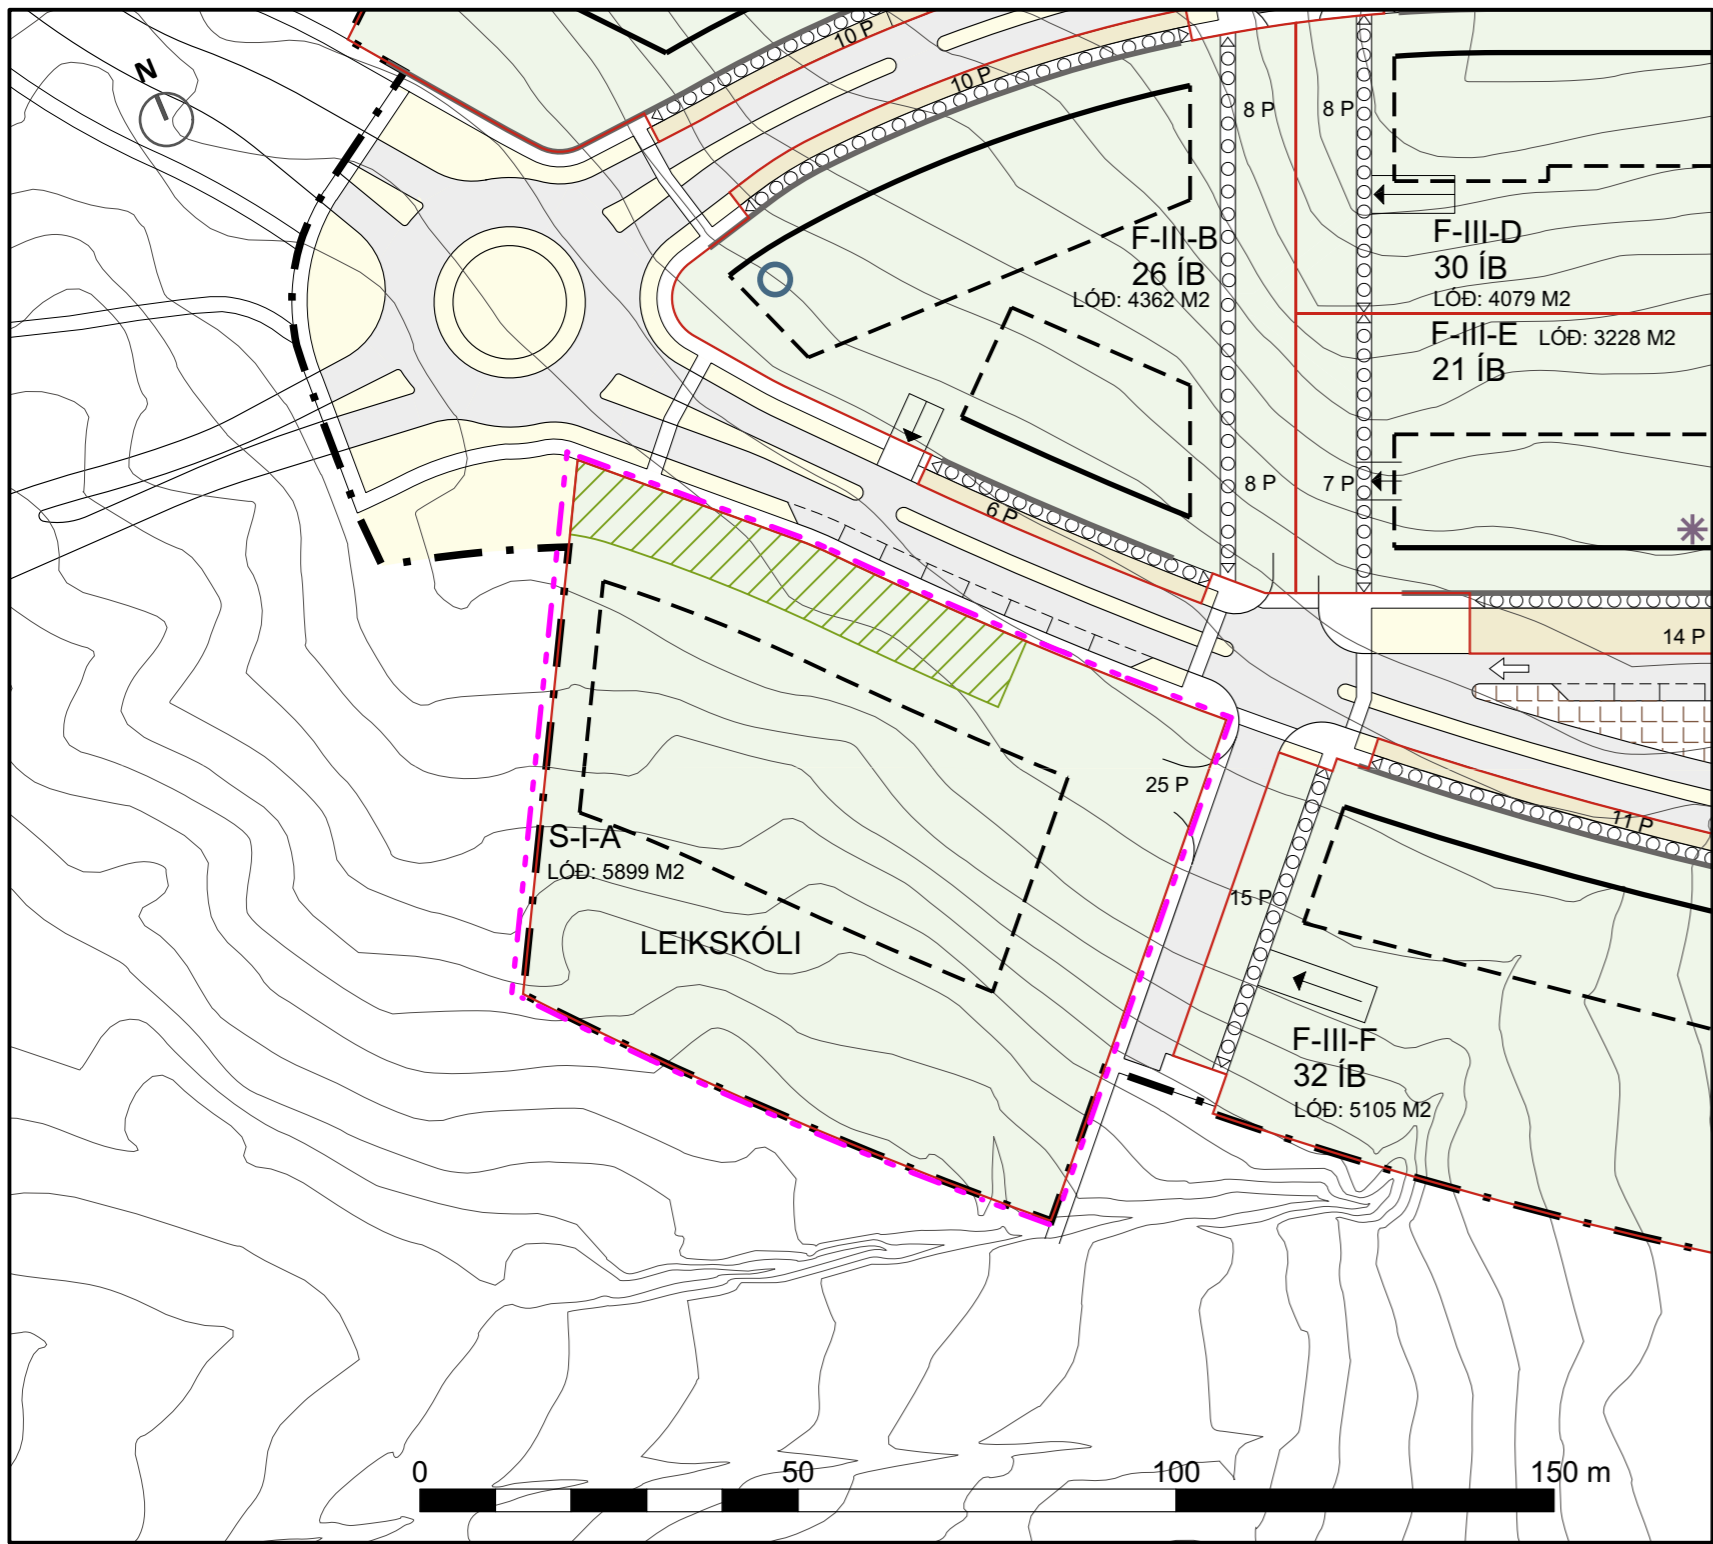 N
10 P
10 P
8 P
8 P
F-III-B
26 ÍB
LÓÐ: 4362 M2
F-III-D
30 ÍB
LÓÐ: 4079 M2
F-III-E
LÓÐ: 3228 M2
21 ÍB
8 P
7 P
6 P
14 P
25 P
11 P
S-I-A
LÓÐ: 5899 M2
15 P
LEIKSKÓLI
F-III-F
32 ÍB
LÓÐ: 5105 M2
0 50 100 150 m